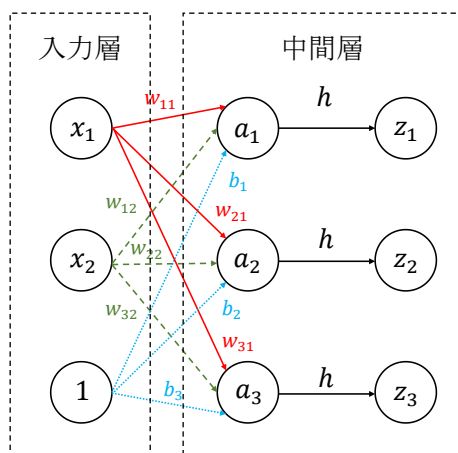 入力層 中間層
x₁ w₁₁ a₁ h z₁
b₁
w₁₂ w₂₁
x₂ w₂₂ a₂ h z₂
w₃₂ b₂
w₃₁
1 b₃ a₃ h z₃